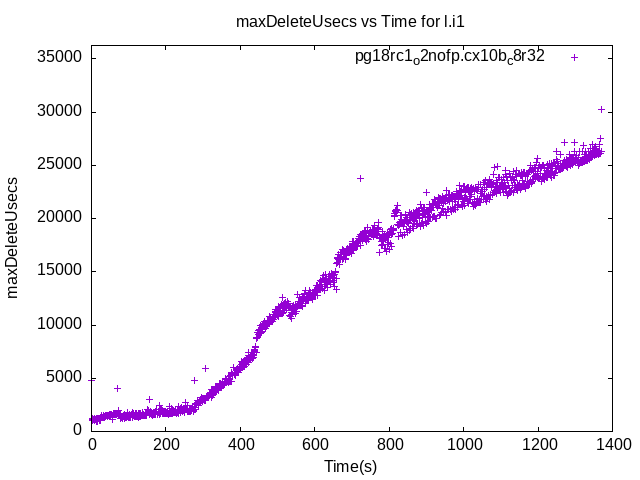 maxDeleteUsecs vs Time for l.i1
pg18rc1o2nofp.cx10bc8r32
35000
30000
25000
20000
15000
10000
5000
0
maxDeleteUsecs
0 200 400 600 800 1000 1200 1400
Time(s)